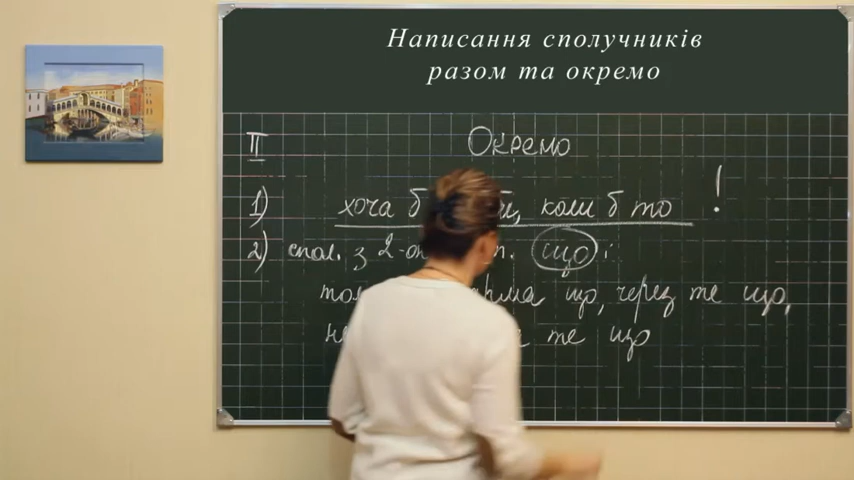 Написання сполучників
разом та окремо
II Окремо
1) хоча б коли б то !
2) спол. з 2-ох що :
що, через те що,
те що